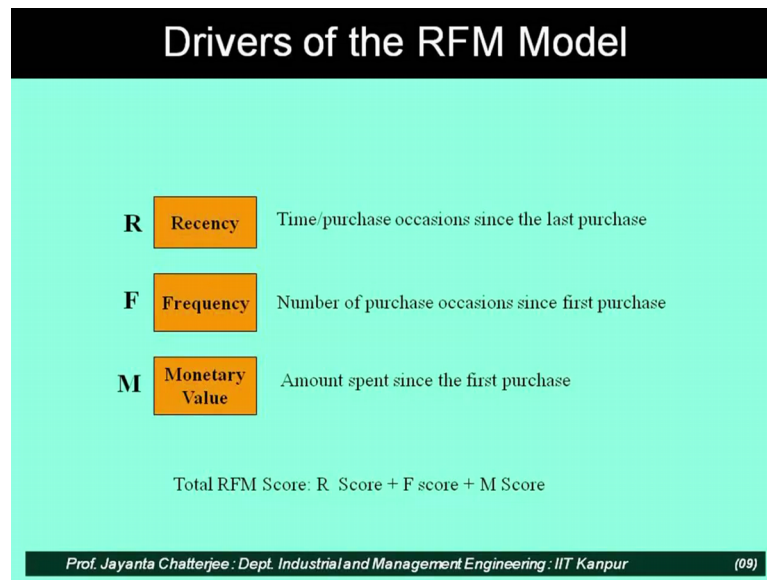 Drivers of the RFM Model
R Recency Time/purchase occasions since the last purchase
F Frequency Number of purchase occasions since first purchase
M Monetary Value Amount spent since the first purchase
Total RFM Score: R Score + F score + M Score
Prof. Jayanta Chatterjee : Dept. Industrial and Management Engineering : IIT Kanpur (09)